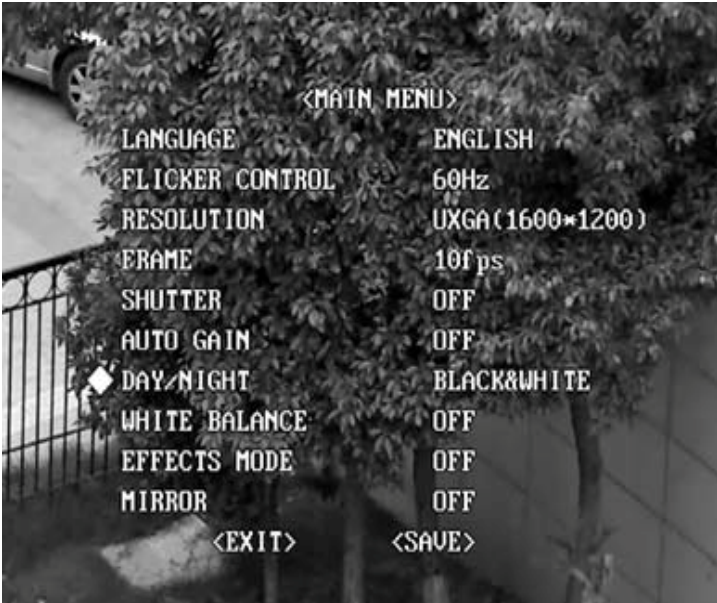 <MAIN MENU>
LANGUAGE ENGLISH
FLICKER CONTROL 60Hz
RESOLUTION UXGA(1600*1200)
FRAME 10fps
SHUTTER OFF
AUTO GAIN OFF
DAY/NIGHT BLACK&WHITE
WHITE BALANCE OFF
EFFECTS MODE OFF
MIRROR OFF
<EXIT> <SAVE>